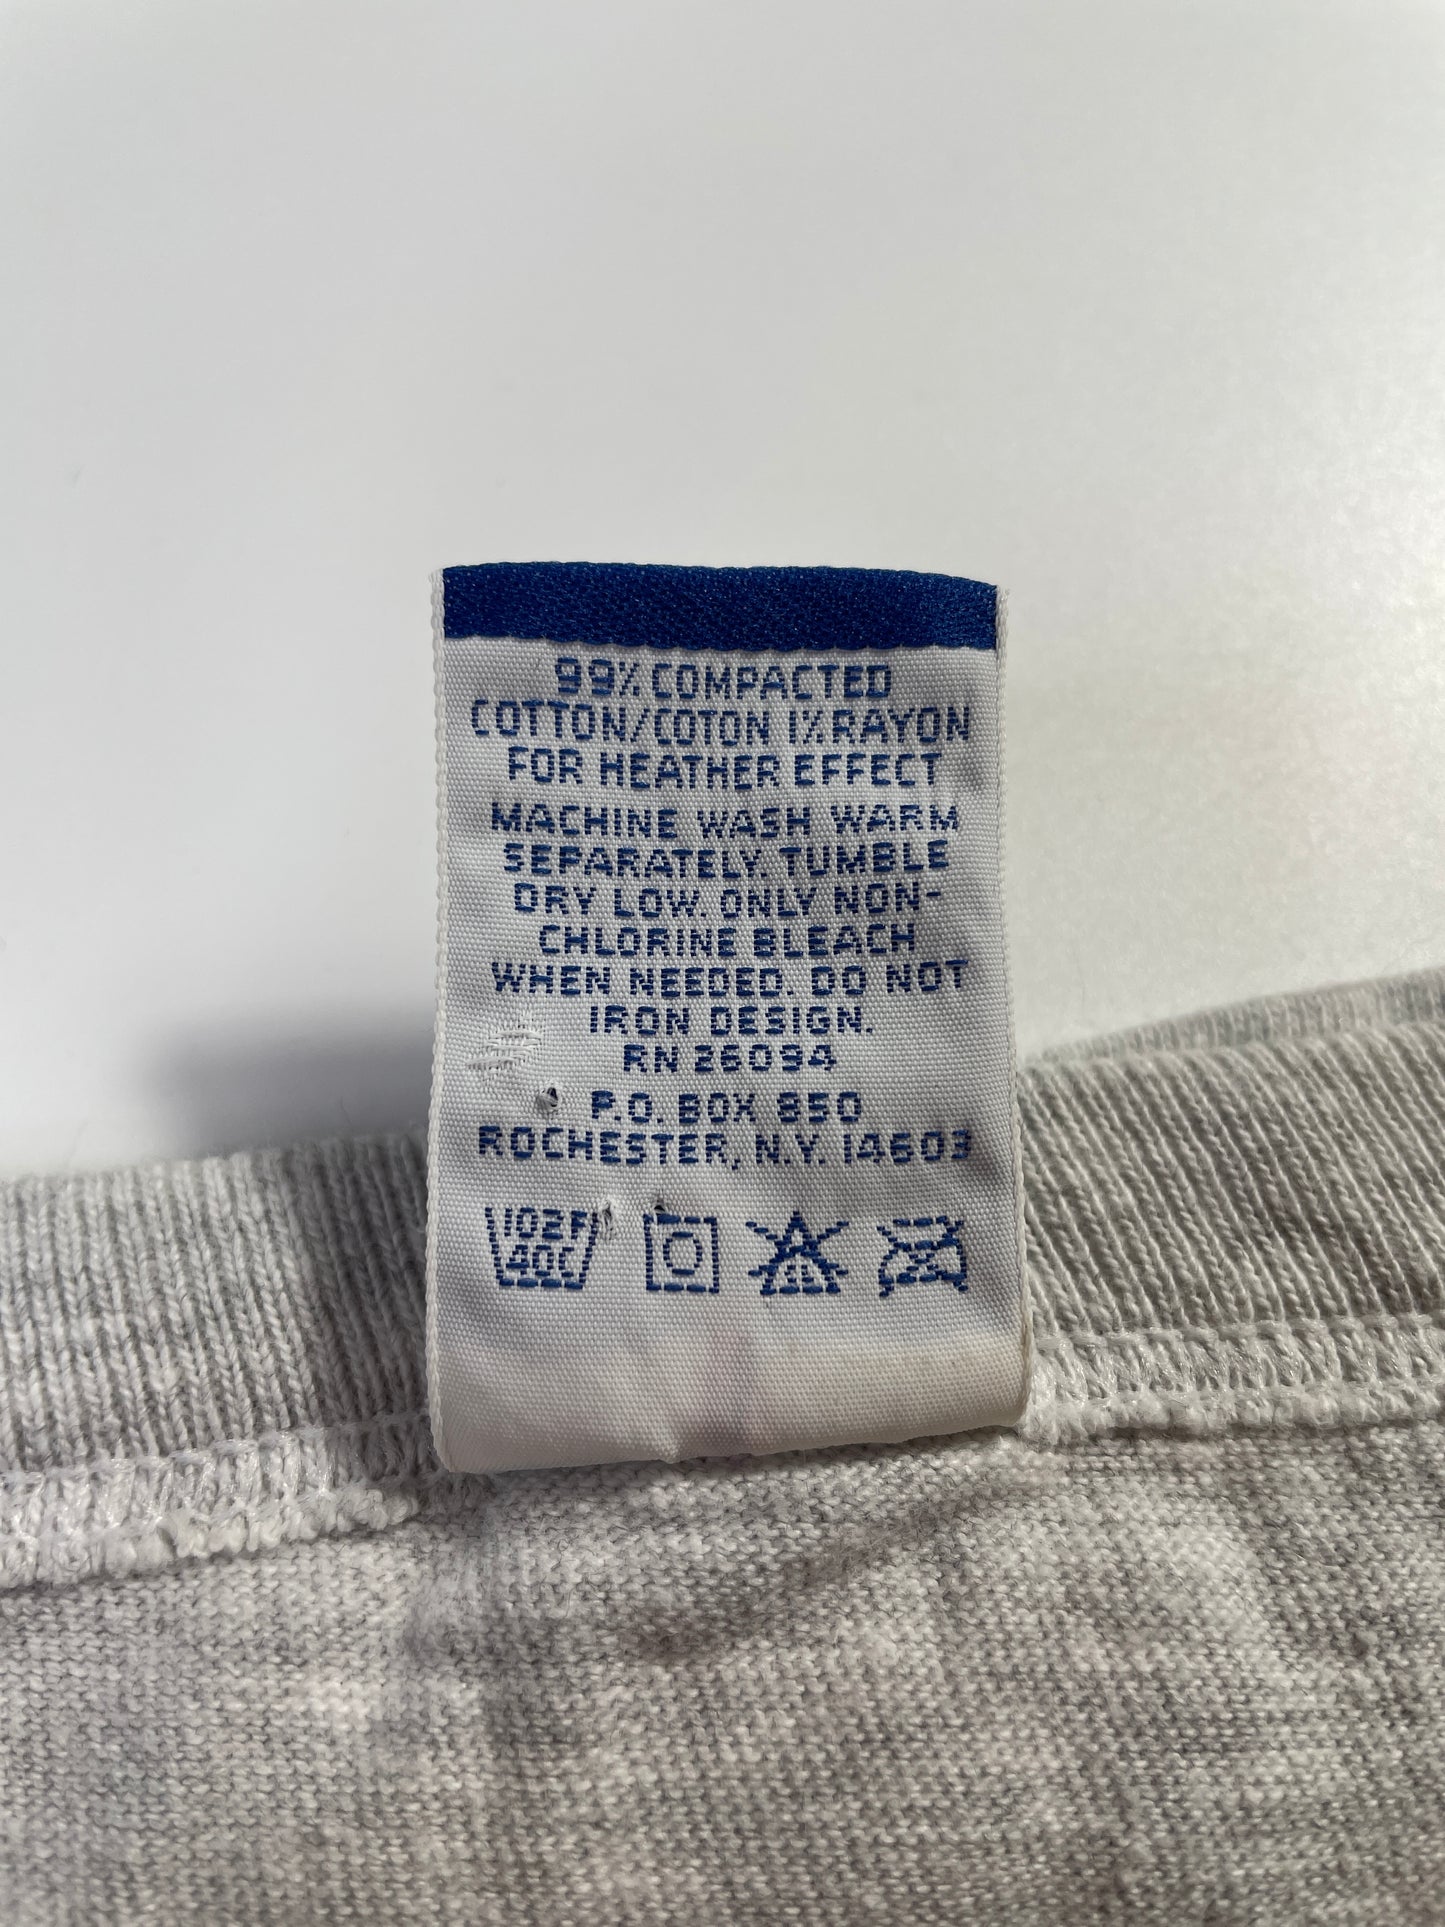 99% COMPACTED
COTTON/COTON 1% RAYON
FOR HEATHER EFFECT
MACHINE WASH WARM
SEPARATELY. TUMBLE
DRY LOW. ONLY NON-
CHLORINE BLEACH
WHEN NEEDED. DO NOT
IRON DESIGN.
RN 26094
P.O. BOX 850
ROCHESTER, N.Y. 14603
102F
40C